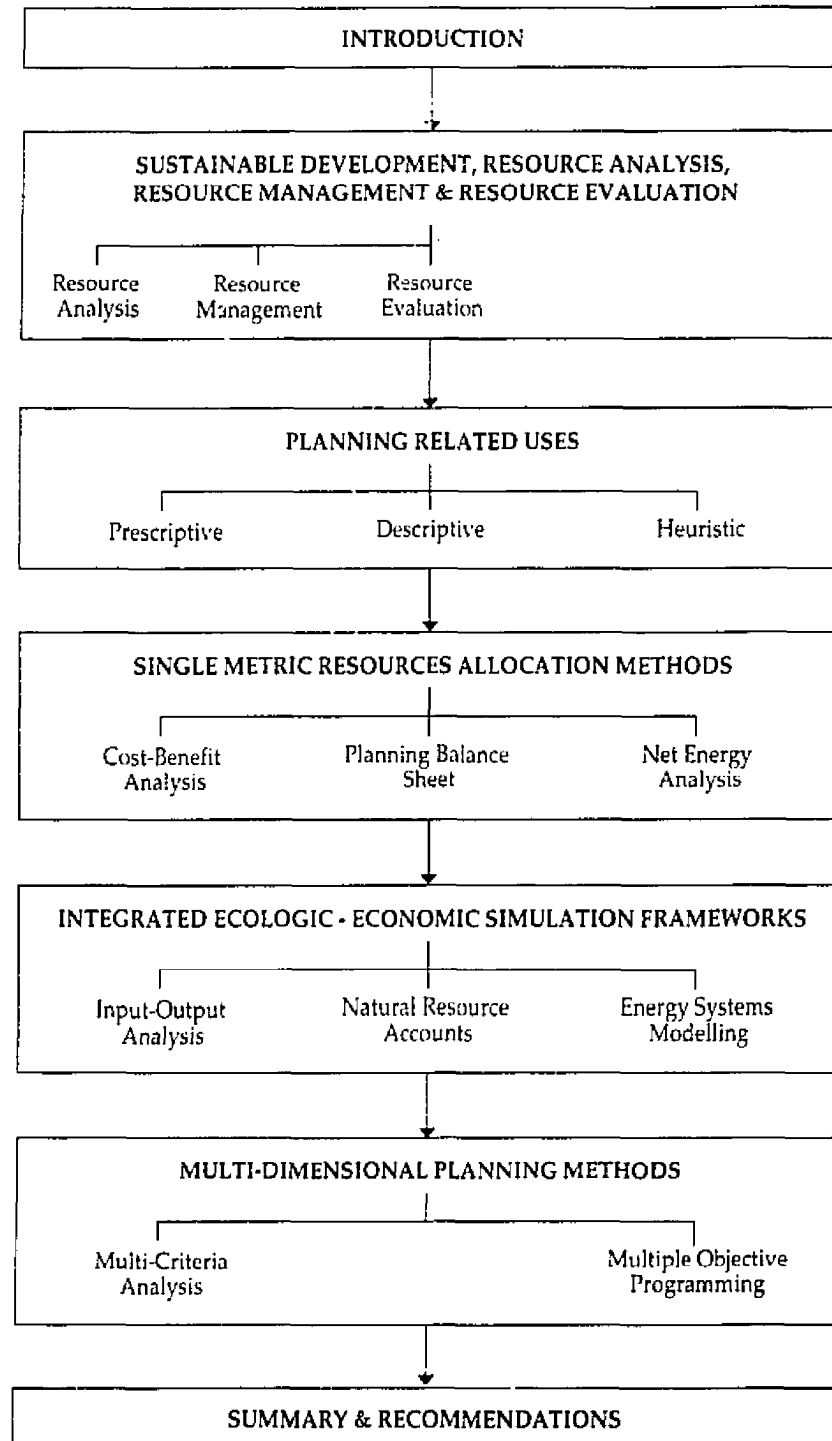 INTRODUCTION
SUSTAINABLE DEVELOPMENT, RESOURCE ANALYSIS,
RESOURCE MANAGEMENT & RESOURCE EVALUATION
Resource Resource Resource
Analysis Management Evaluation
PLANNING RELATED USES
Prescriptive Descriptive Heuristic
SINGLE METRIC RESOURCES ALLOCATION METHODS
Cost-Benefit Planning Balance Net Energy
Analysis Sheet Analysis
INTEGRATED ECOLOGIC - ECONOMIC SIMULATION FRAMEWORKS
Input-Output Natural Resource Energy Systems
Analysis Accounts Modelling
MULTI-DIMENSIONAL PLANNING METHODS
Multi-Criteria Multiple Objective
Analysis Programming
SUMMARY & RECOMMENDATIONS